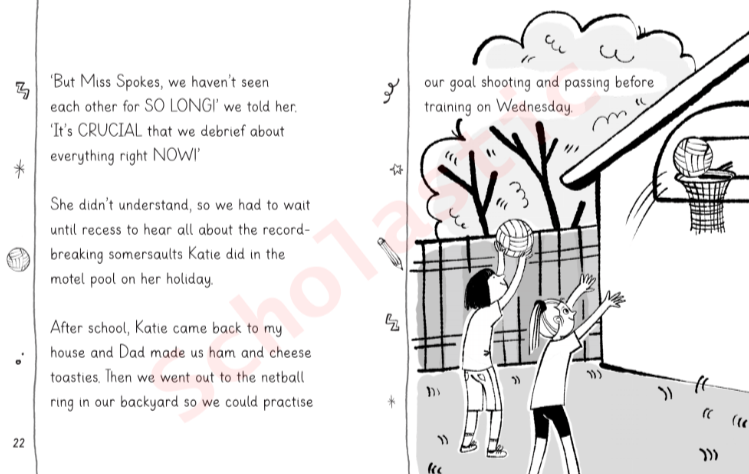 'But Miss Spokes, we haven't seen
each other for SO LONG!' we told her.
'It's CRUCIAL that we debrief about
everything right NOW!'
She didn't understand, so we had to wait
until recess to hear all about the record-
breaking somersaults Katie did in the
motel pool on her holiday.
After school, Katie came back to my
house and Dad made us ham and cheese
toasties. Then we went out to the netball
ring in our backyard so we could practise
22
our goal shooting and passing before
training on Wednesday.
Scholastic